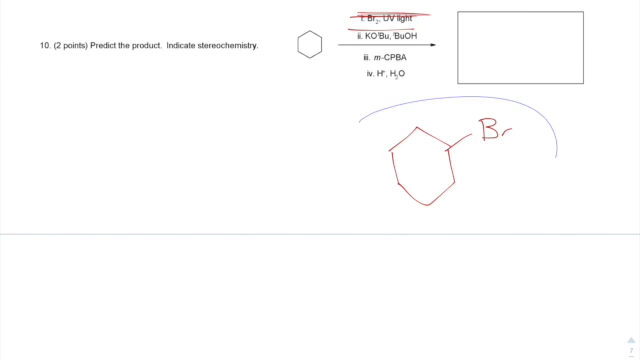 i. Br2, UV light
10. (2 points) Predict the product. Indicate stereochemistry.
ii. KOtBu, tBuOH
iii. m-CPBA
iv. H+, H2O
Br
7